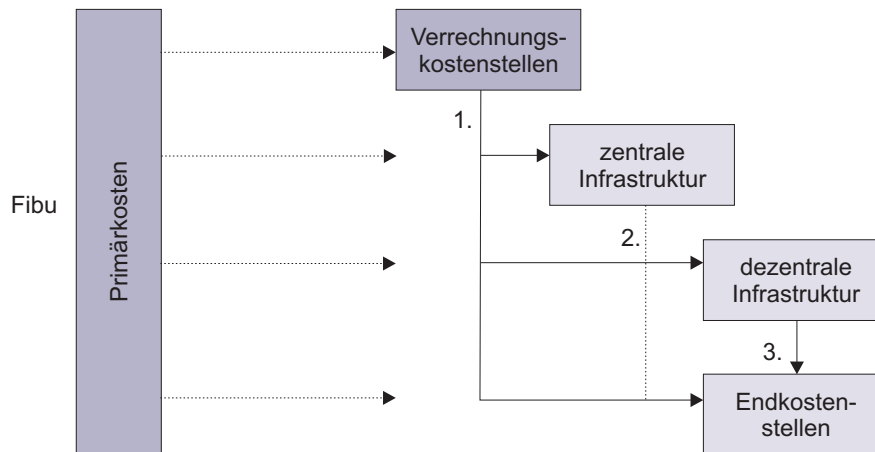 Verrechnungs-
kostenstellen
1.
zentrale
Infrastruktur
Fibu
Primärkosten
2.
dezentrale
Infrastruktur
3.
Endkosten-
stellen